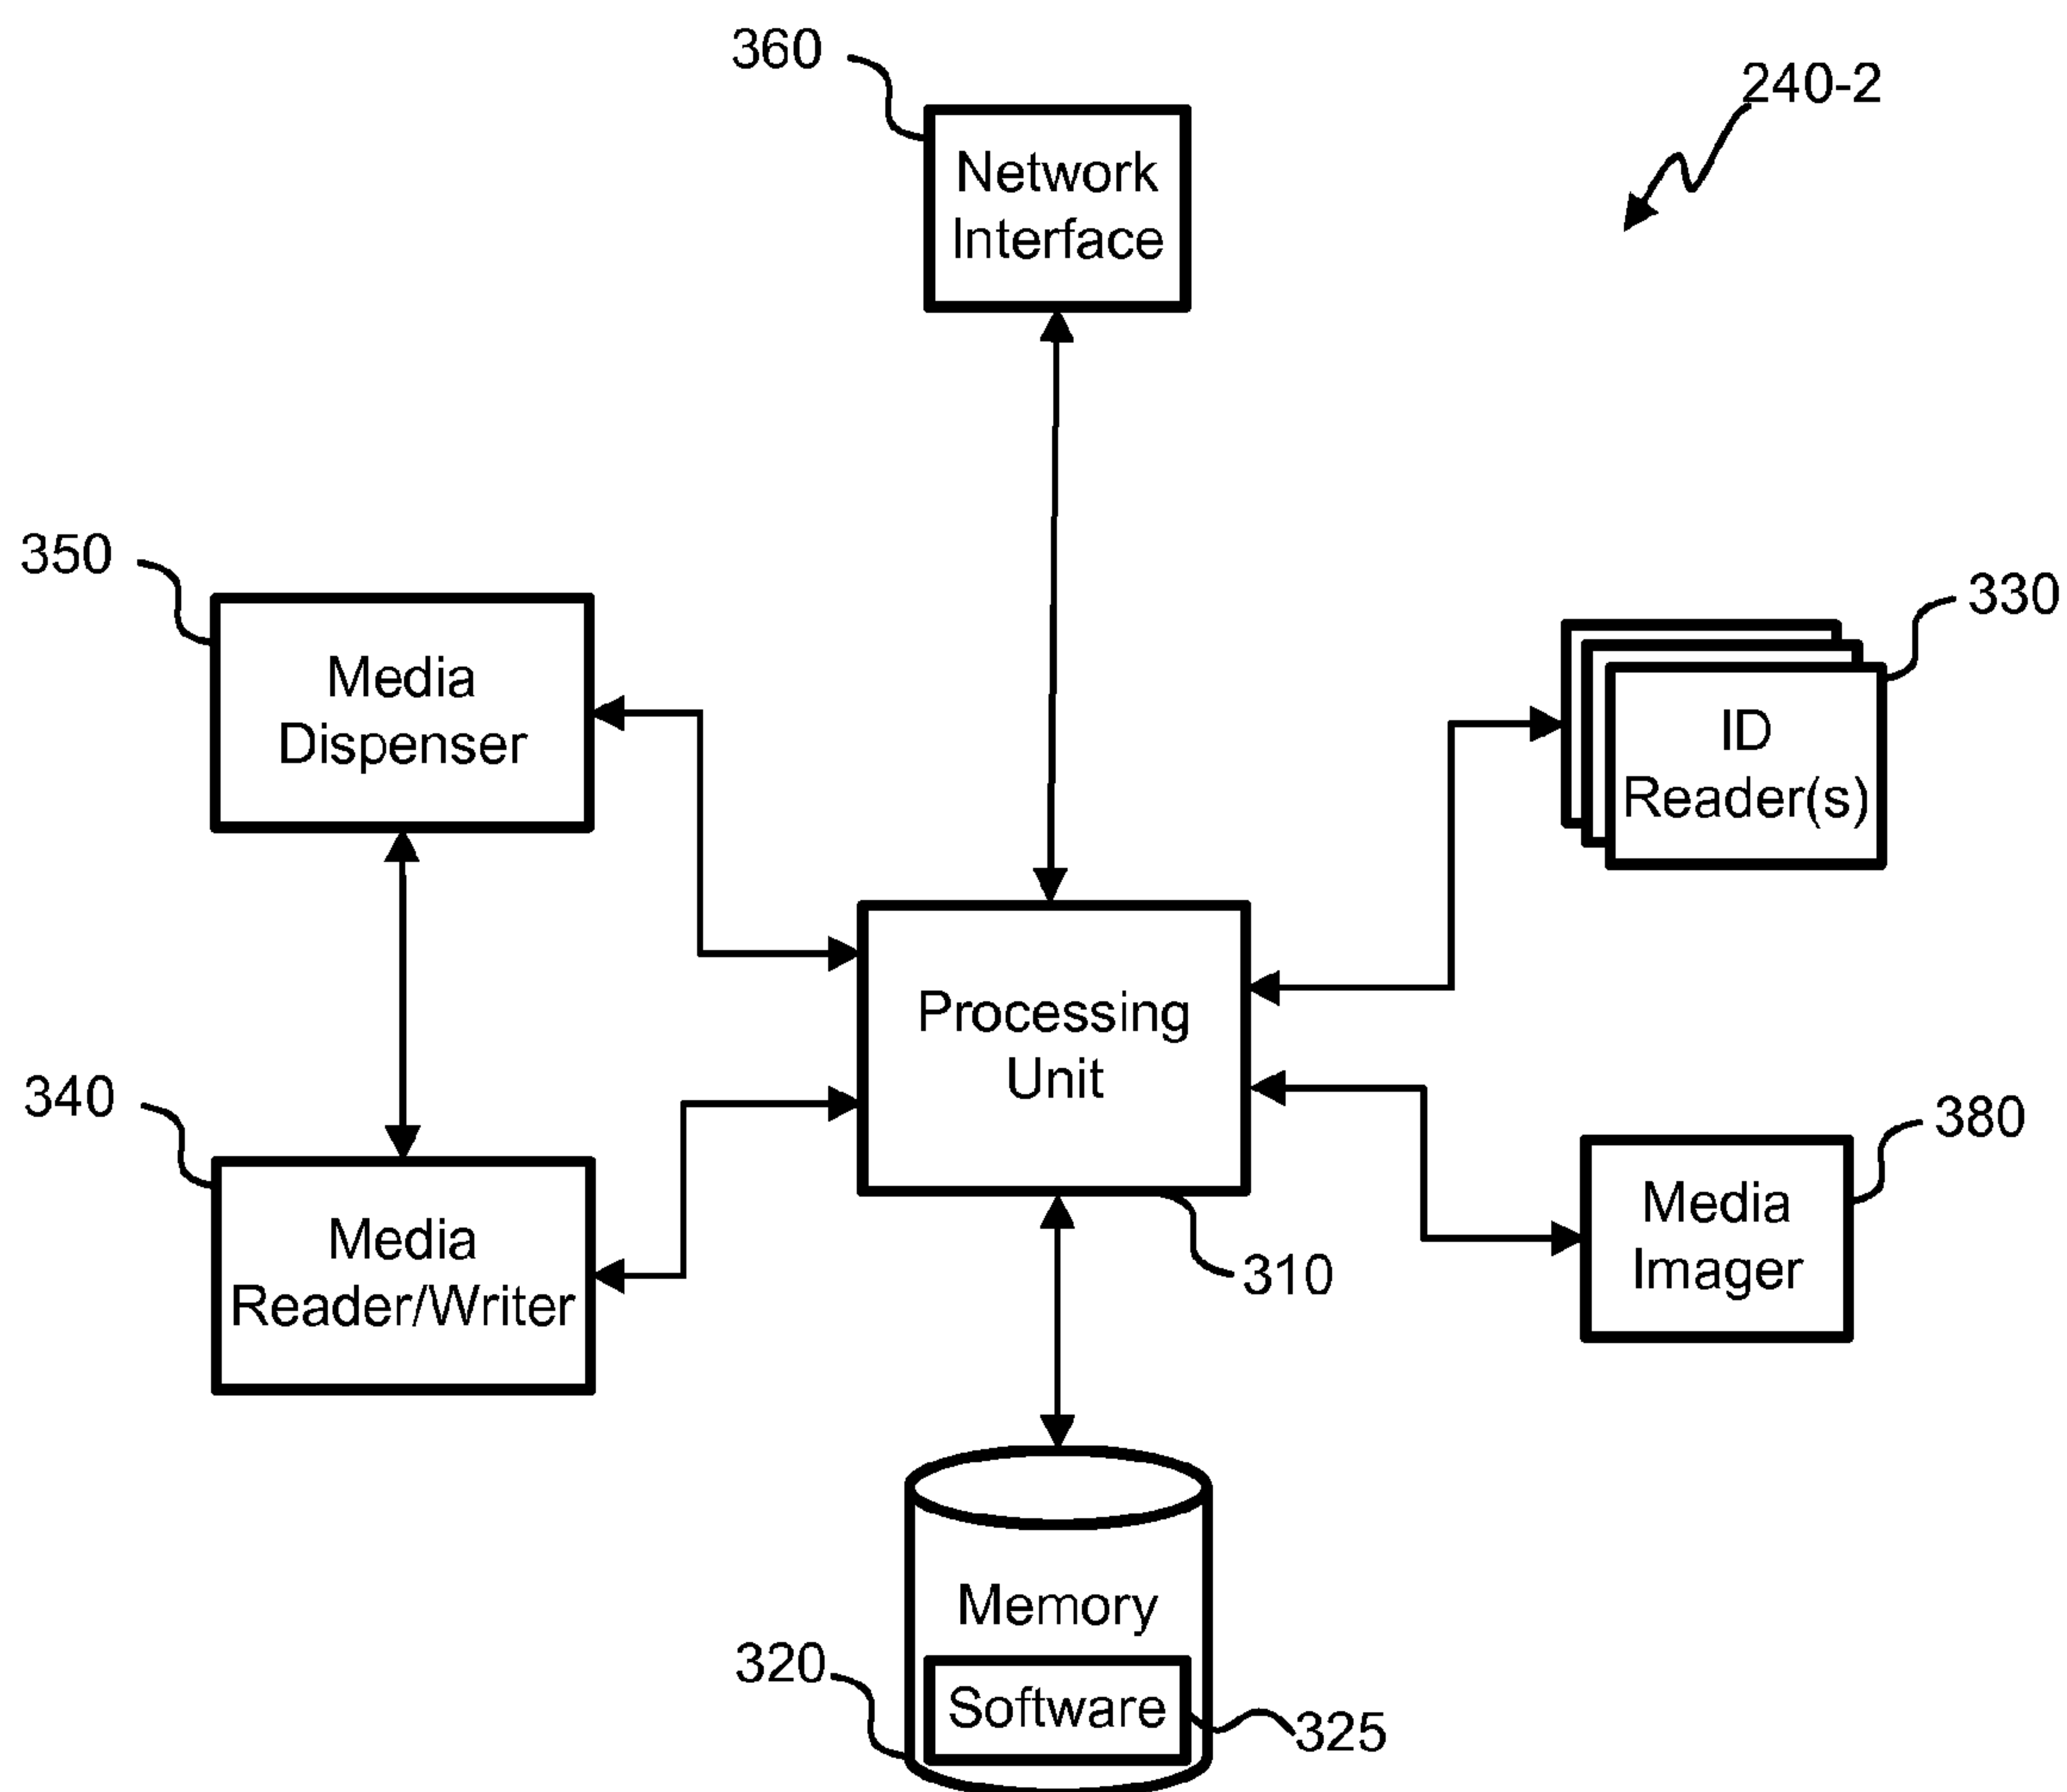 360
240-2
Network
Interface
350
330
Media
Dispenser
ID
Reader(s)
Processing
Unit
340
380
Media
Reader/Writer
Media
Imager
310
Memory
320
Software
325